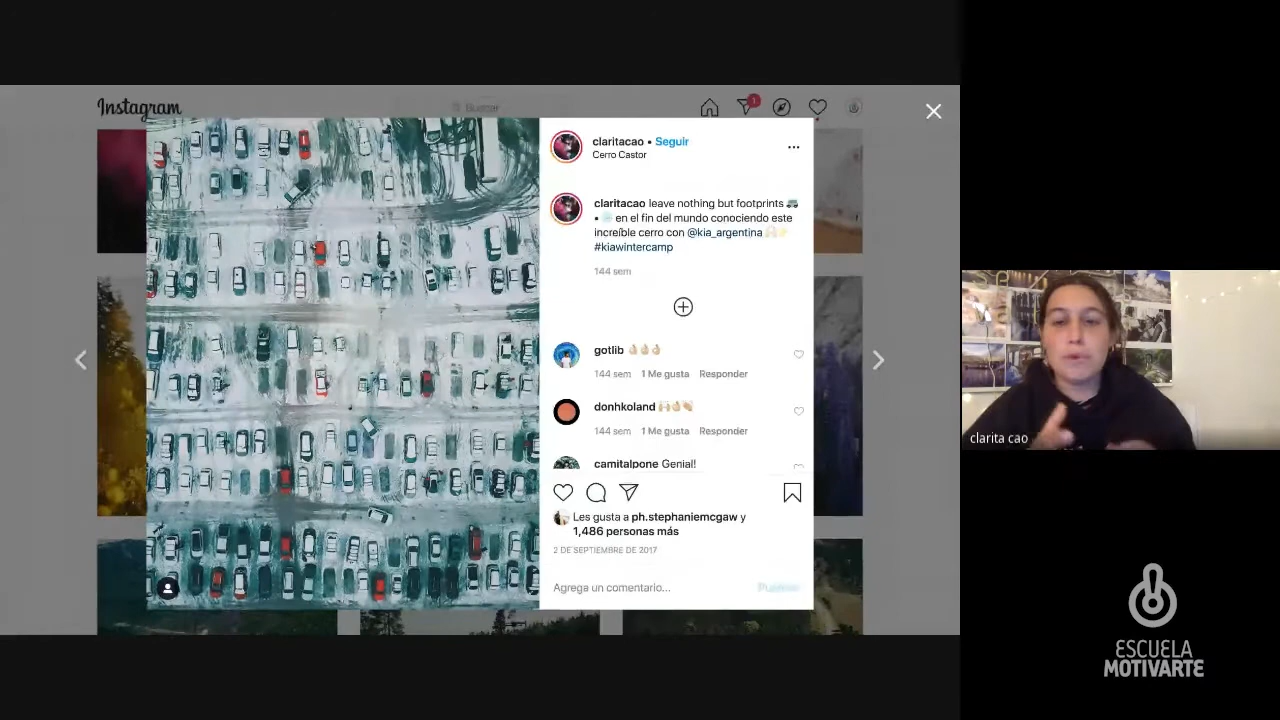 Instagram
Buscar
1
claritacao • Seguir
Cerro Castor
claritacao leave nothing but footprints
• en el fin del mundo conociendo este
increíble cerro con @kia_argentina
#kiawintercamp
144 sem
gotlib
144 sem 1 Me gusta Responder
donhkoland
144 sem 1 Me gusta Responder
camitalpone Genial!
Les gusta a ph.stephaniemcgaw y
1,486 personas más
2 DE SEPTIEMBRE DE 2017
Agrega un comentario...
Publicar
clarita cao
ESCUELA
MOTIVARTE